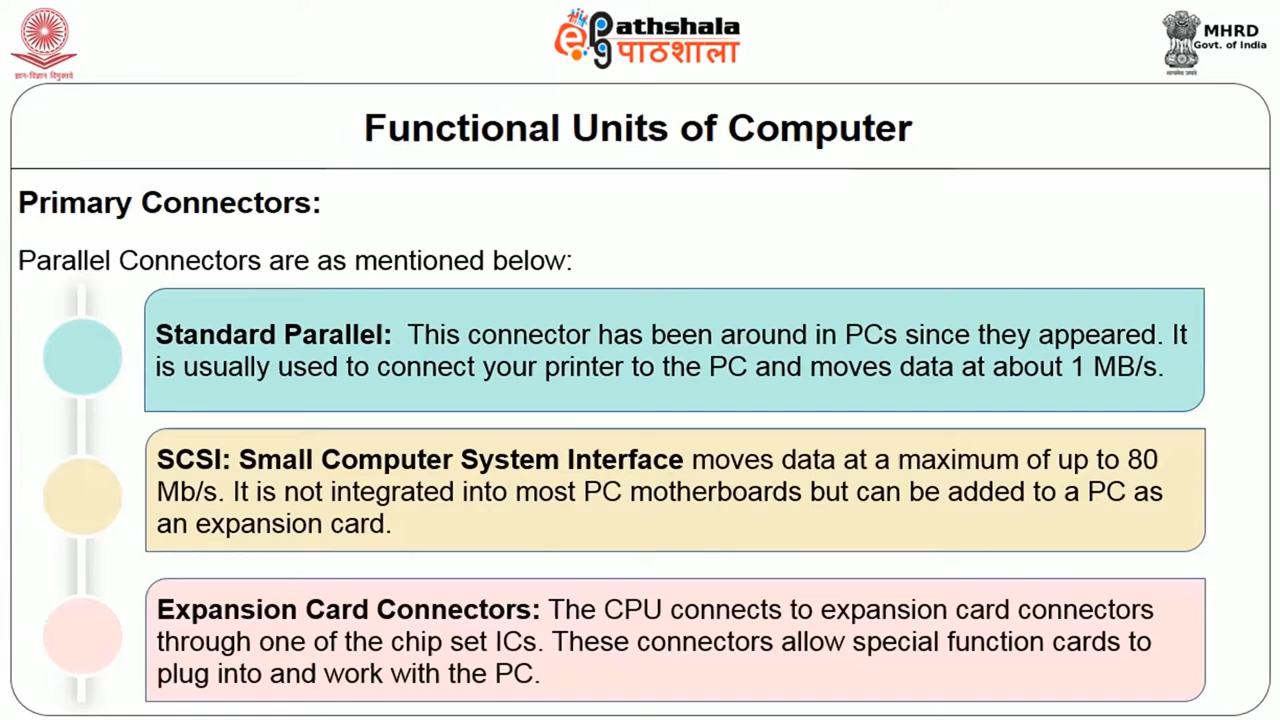 ज्ञान-विज्ञान विमुक्तये
Pathshala
पाठशाला
MHRD
Govt. of India
सत्यमेव जयते
Functional Units of Computer
Primary Connectors:
Parallel Connectors are as mentioned below:
Standard Parallel: This connector has been around in PCs since they appeared. It
is usually used to connect your printer to the PC and moves data at about 1 MB/s.
SCSI: Small Computer System Interface moves data at a maximum of up to 80
Mb/s. It is not integrated into most PC motherboards but can be added to a PC as
an expansion card.
Expansion Card Connectors: The CPU connects to expansion card connectors
through one of the chip set ICs. These connectors allow special function cards to
plug into and work with the PC.